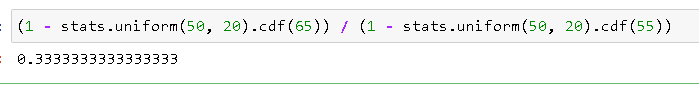 (1 - stats.uniform(50, 20).cdf(65)) / (1 - stats.uniform(50, 20).cdf(55))
0.3333333333333333